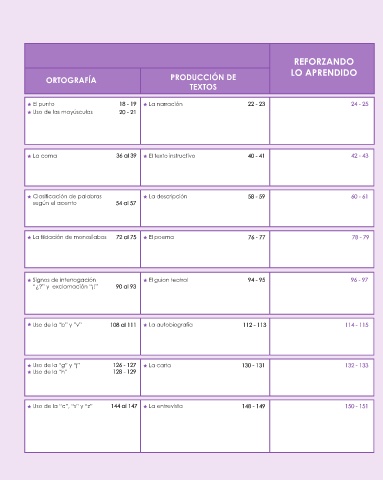 REFORZANDO
LO APRENDIDO
ORTOGRAFÍA
PRODUCCIÓN DE
TEXTOS
El punto 18 - 19
Uso de las mayúsculas 20 - 21
La narración 22 - 23
24 - 25
La coma 36 al 39
El texto instructivo 40 - 41
42 - 43
Clasificación de palabras
según el acento 54 al 57
La descripción 58 - 59
60 - 61
La tildación de monosílabos 72 al 75
El poema 76 - 77
78 - 79
Signos de interrogación
"¿?" y exclamación "¡!" 90 al 93
El guion teatral 94 - 95
96 - 97
Uso de la "b" y "v" 108 al 111
La autobiografía 112 - 113
114 - 115
Uso de la "g" y "j" 126 - 127
Uso de la "h" 128 - 129
La carta 130 - 131
132 - 133
Uso de la "c", "s" y "z" 144 al 147
La entrevista 148 - 149
150 - 151